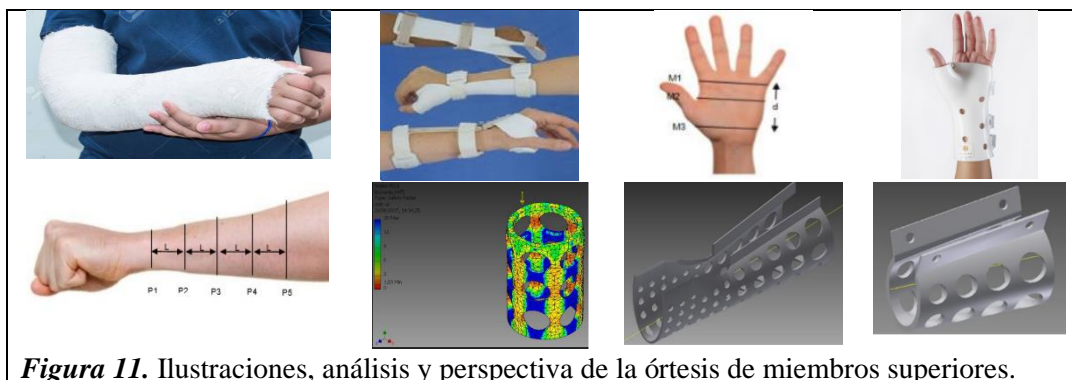 M1
M2
d
M3
L L L L
P1 P2 P3 P4 P5
Figura 11. Ilustraciones, análisis y perspectiva de la órtesis de miembros superiores.